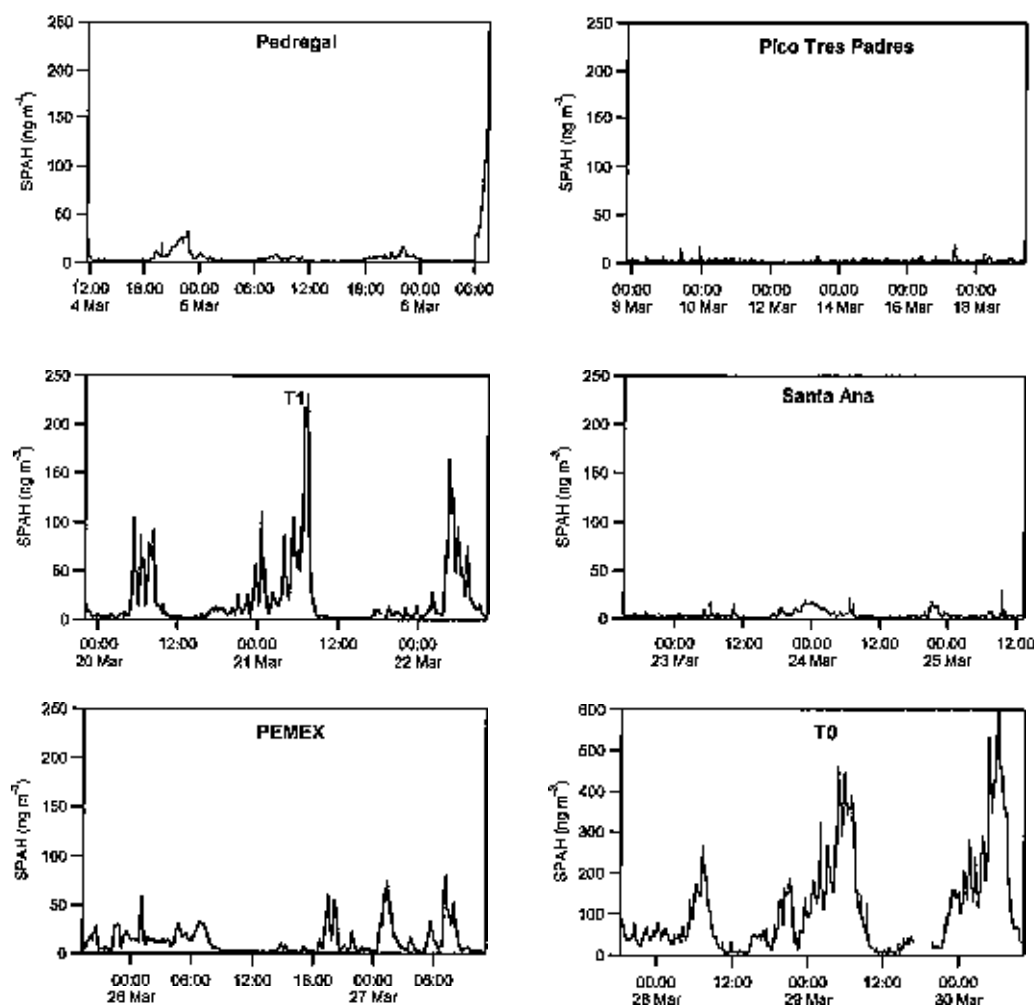 Pedregal
SPAH (ng m⁻³)
250
200
150
100
50
0
12:00 18:00 00:00 06:00 12:00 18:00 00:00 06:00
4 Mar 5 Mar 6 Mar
Pico Tres Padres
SPAH (ng m⁻³)
250
200
150
100
50
0
00:00 00:00 00:00 00:00 00:00 00:00
8 Mar 10 Mar 12 Mar 14 Mar 16 Mar 18 Mar
T1
SPAH (ng m⁻³)
250
200
150
100
50
0
00:00 12:00 00:00 12:00 00:00
20 Mar 21 Mar 22 Mar
Santa Ana
SPAH (ng m⁻³)
250
200
150
100
50
0
00:00 12:00 00:00 12:00 00:00 12:00
23 Mar 24 Mar 25 Mar
PEMEX
SPAH (ng m⁻³)
250
200
150
100
50
0
00:00 06:00 12:00 18:00 00:00 06:00
26 Mar 27 Mar
T0
SPAH (ng m⁻³)
600
500
400
300
200
100
0
00:00 12:00 00:00 12:00 00:00
28 Mar 29 Mar 30 Mar